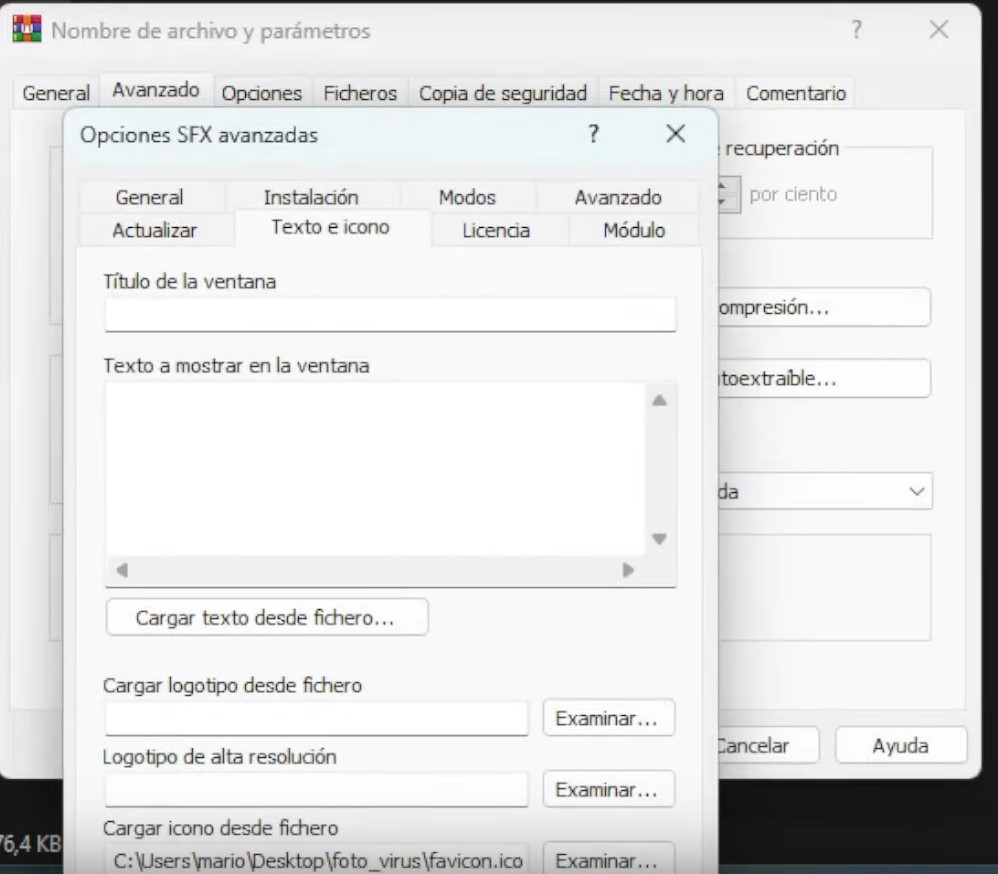 Nombre de archivo y parámetros
?
General Avanzado Opciones Ficheros Copia de seguridad Fecha y hora Comentario
Opciones SFX avanzadas
?
recuperación
por ciento
General Instalación Modos Avanzado
Actualizar Texto e icono Licencia Módulo
Título de la ventana
ompresión...
Texto a mostrar en la ventana
toextraíble...
da
Cargar texto desde fichero...
Cargar logotipo desde fichero
Examinar...
Cancelar Ayuda
Logotipo de alta resolución
Examinar...
Cargar icono desde fichero
76,4 KB
C:\Users\mario\Desktop\foto_virus\favicon.ico Examinar...